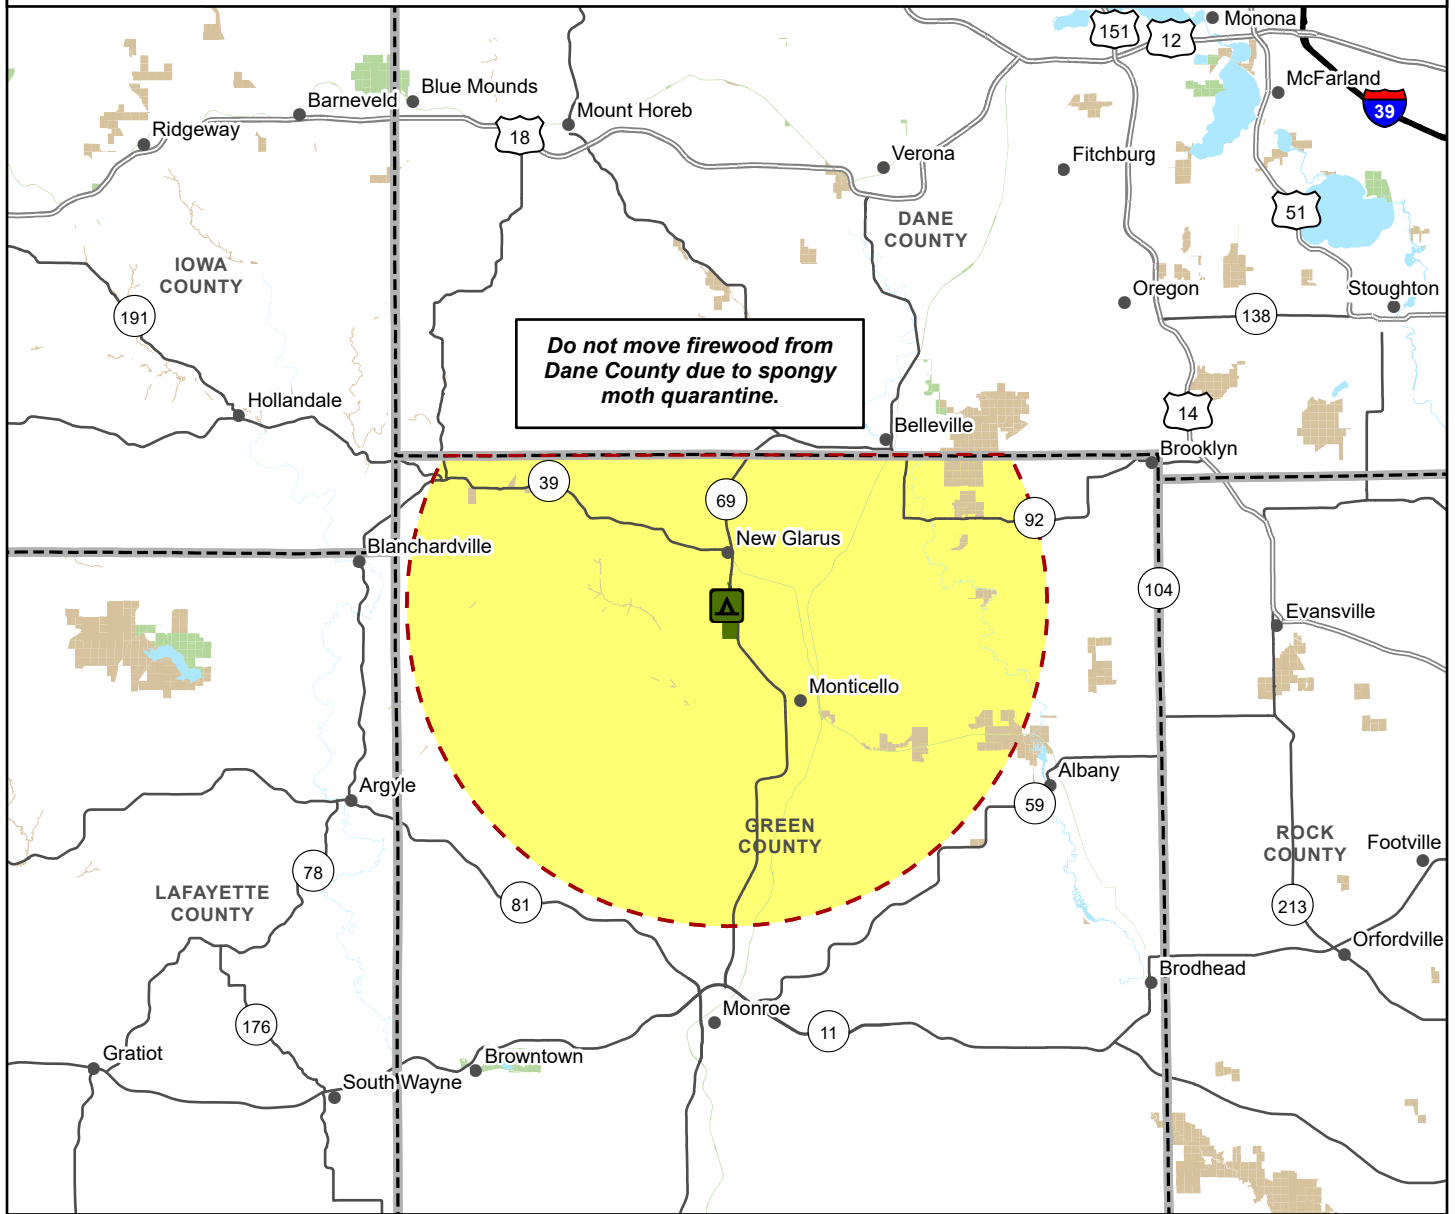 151
12
Monona
McFarland
39
Blue Mounds
Barneveld
Mount Horeb
Ridgeway
18
Verona
Fitchburg
51
DANE
COUNTY
IOWA
COUNTY
191
Oregon
Stoughton
138
Do not move firewood from
Dane County due to spongy
moth quarantine.
Hollandale
14
Belleville
Brooklyn
39
69
92
New Glarus
Blanchardville
104
Evansville
Monticello
Albany
Argyle
59
GREEN
COUNTY
ROCK
COUNTY
Footville
78
LAFAYETTE
COUNTY
81
213
Orfordville
Brodhead
Monroe
176
11
Gratiot
Browntown
South Wayne